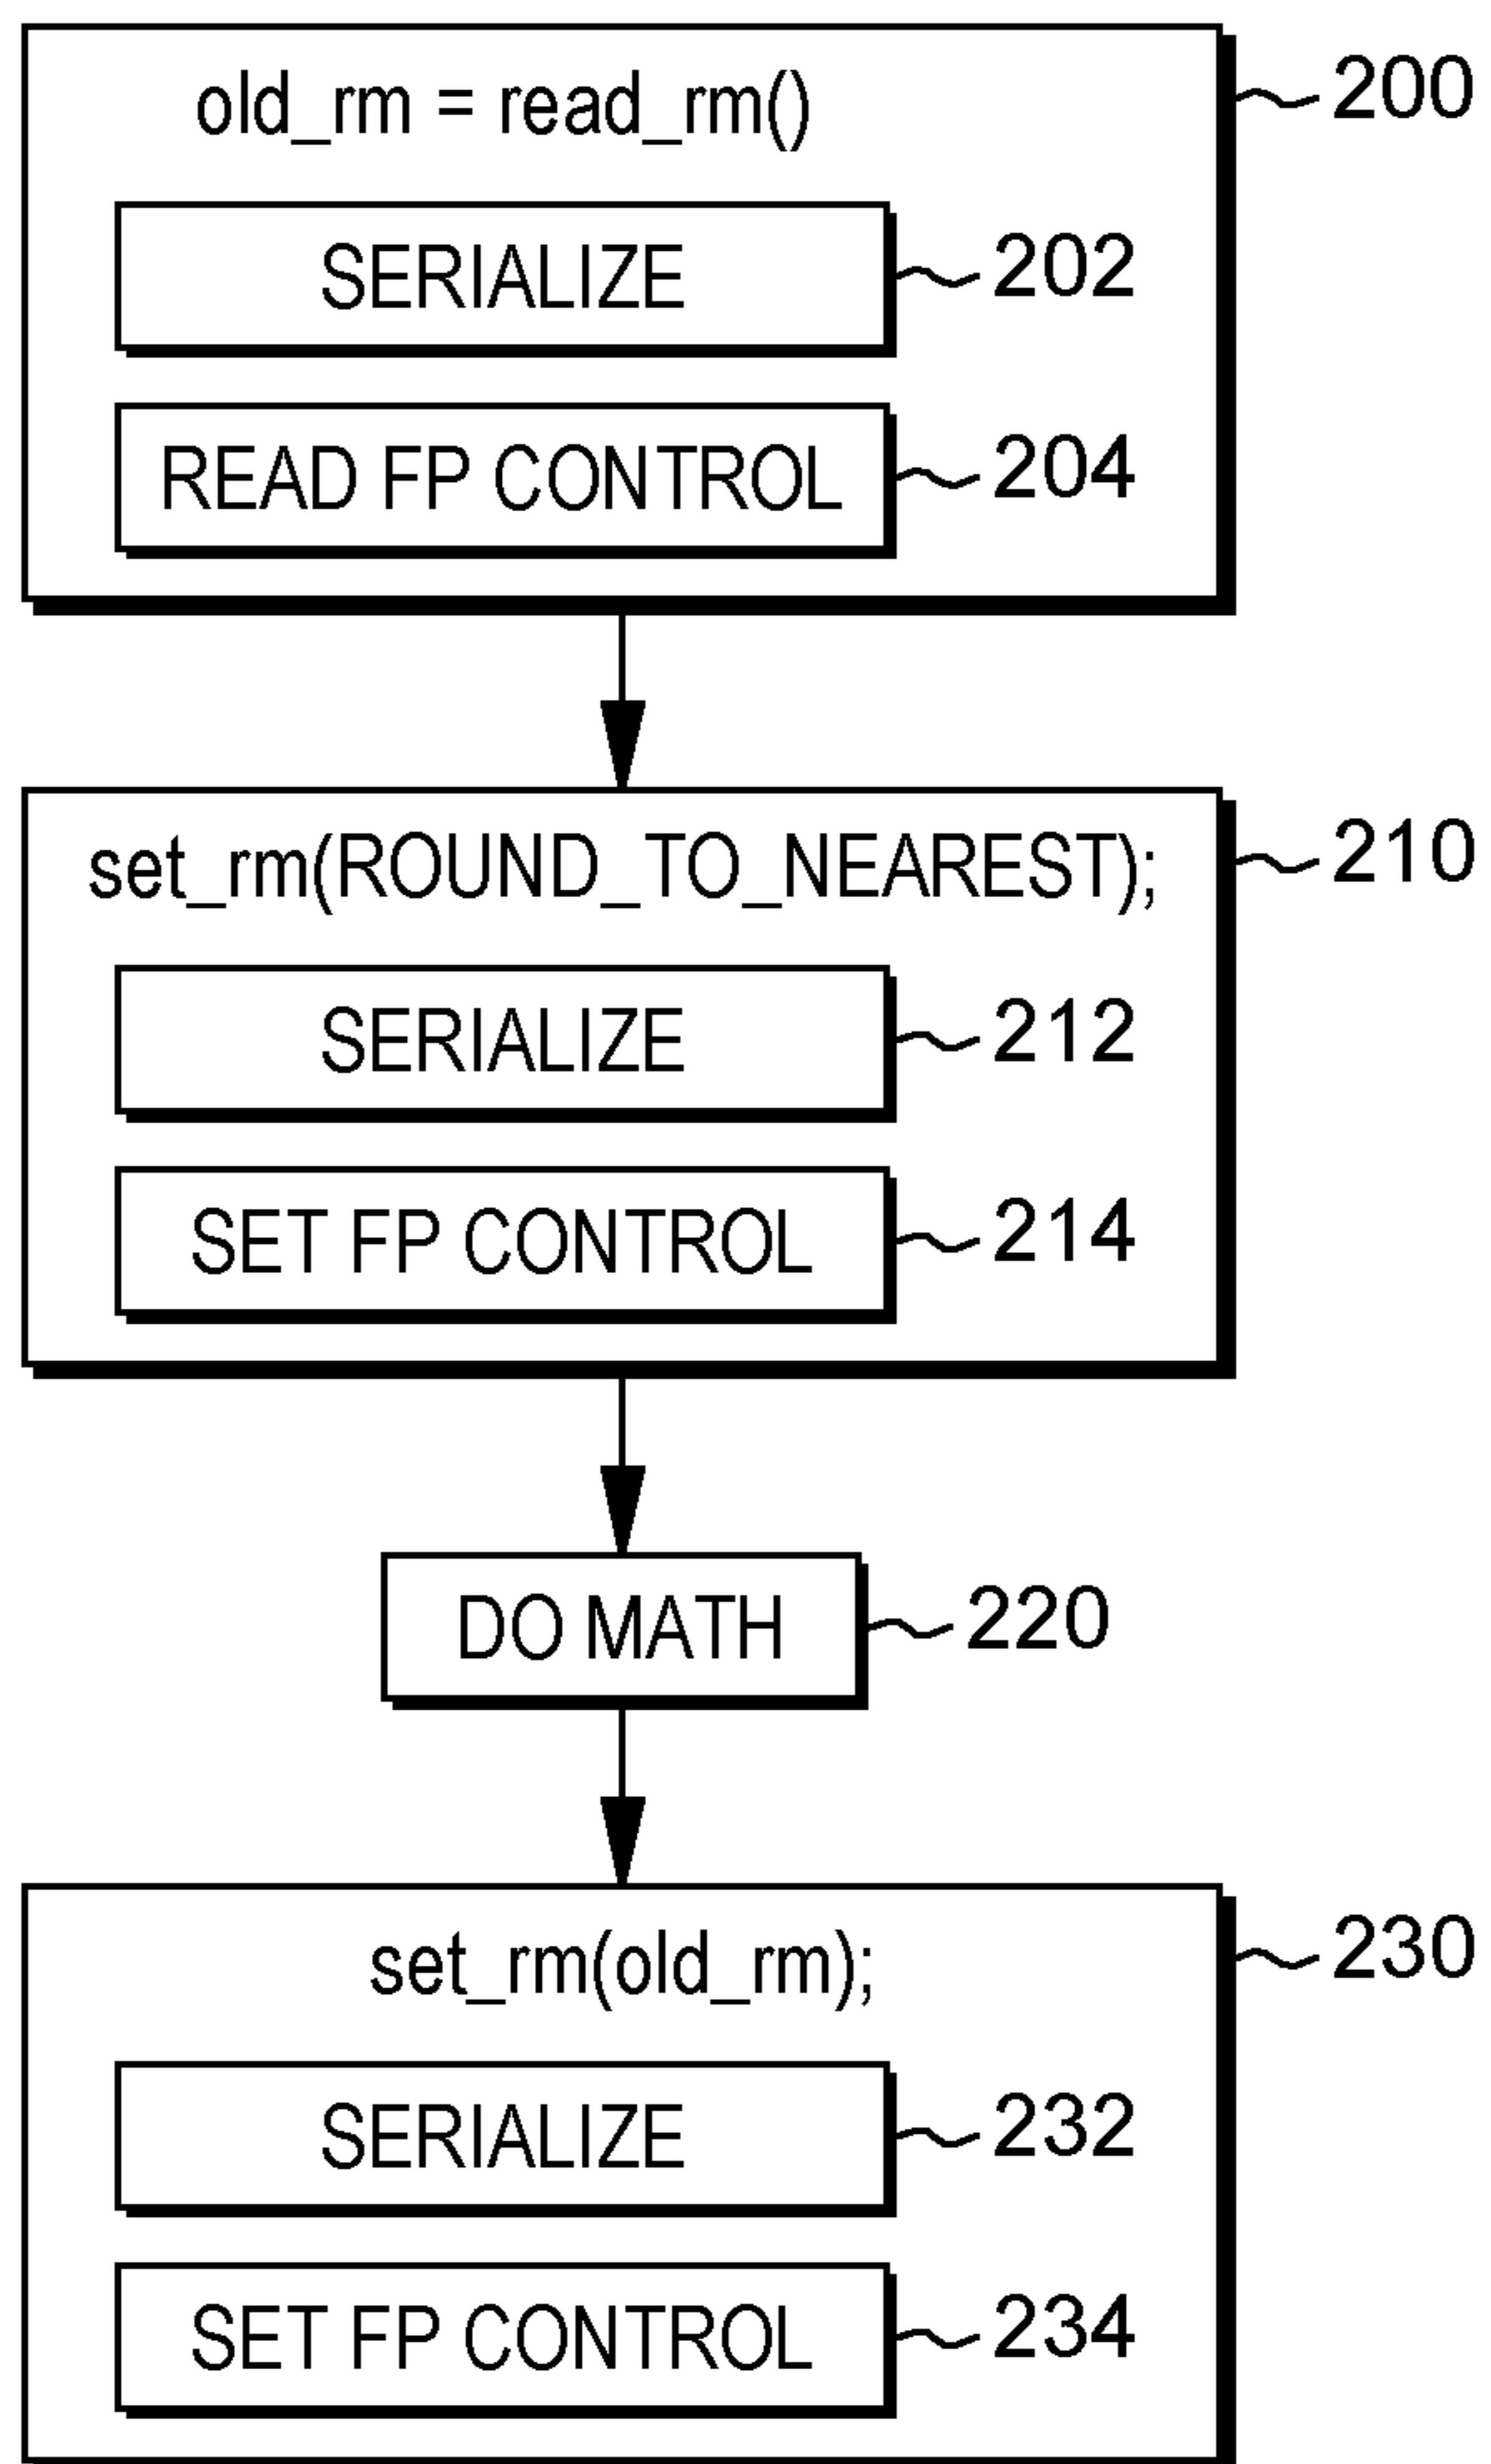 old_rm = read_rm()
200
SERIALIZE
202
READ FP CONTROL
204
set_rm(ROUND_TO_NEAREST);
210
SERIALIZE
212
SET FP CONTROL
214
DO MATH
220
set_rm(old_rm);
230
SERIALIZE
232
SET FP CONTROL
234